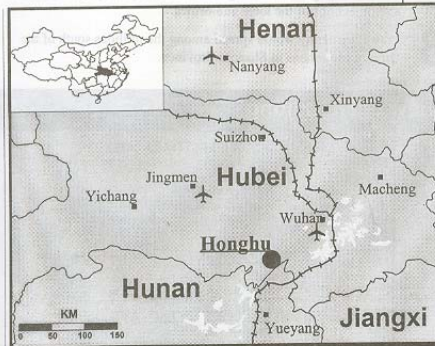 Henan
Nanyang
Xinyang
Suizhou
Jingmen
Hubei
Macheng
Yichang
Wuhan
Honghu
Hunan
KM
0 50 100 150
Yueyang
Jiangxi